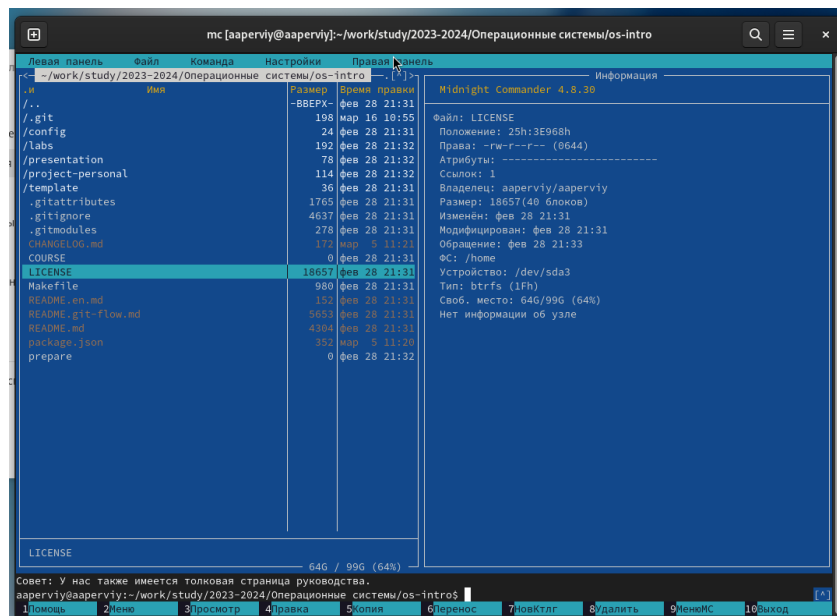 mc [aaperviy@aaperviy]:~/work/study/2023-2024/Операционные системы/os-intro
Левая панель Файл Команда Настройки Правая панель
~/work/study/2023-2024/Операционные системы/os-intro .[^]>
.и Имя Размер Время правки
/.. -ВВЕРХ- фев 28 21:31
/.git 198 мар 16 10:55
/config 24 фев 28 21:31
/labs 192 фев 28 21:32
/presentation 78 фев 28 21:32
/project-personal 114 фев 28 21:32
/template 36 фев 28 21:31
.gitattributes 1765 фев 28 21:31
.gitignore 4637 фев 28 21:31
.gitmodules 278 фев 28 21:31
CHANGELOG.md 172 мар 5 11:21
COURSE 0 фев 28 21:31
LICENSE 18657 фев 28 21:31
Makefile 980 фев 28 21:31
README.en.md 152 фев 28 21:31
README.git-flow.md 5653 фев 28 21:31
README.md 4304 фев 28 21:31
package.json 352 мар 5 11:20
prepare 0 фев 28 21:32
LICENSE
64G / 99G (64%)
Информация
Midnight Commander 4.8.30
Файл: LICENSE
Положение: 25h:3E968h
Права: -rw-r--r-- (0644)
Атрибуты: --------------------------
Ссылок: 1
Владелец: aaperviy/aaperviy
Размер: 18657(40 блоков)
Изменён: фев 28 21:31
Модифицирован: фев 28 21:31
Обращение: фев 28 21:33
ФС: /home
Устройство: /dev/sda3
Тип: btrfs (1Fh)
Своб. место: 64G/99G (64%)
Нет информации об узле
Совет: У нас также имеется толковая страница руководства.
aaperviy@aaperviy:~/work/study/2023-2024/Операционные системы/os-intro$ [^]
1Помощь 2Меню 3Просмотр 4Правка 5Копия 6Перенос 7НовКтлг 8Удалить 9МенюМС 10Выход